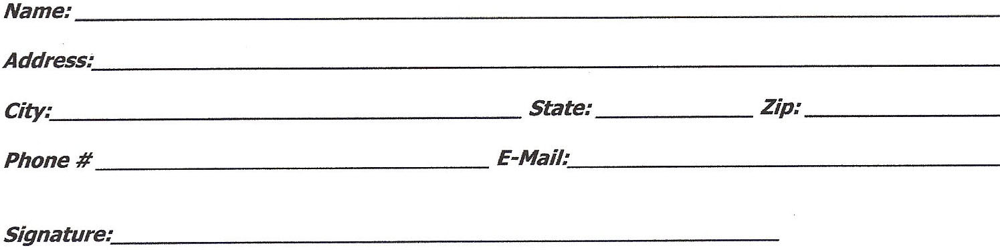 Name:
Address:
City: State: Zip:
Phone # E-Mail:
Signature: